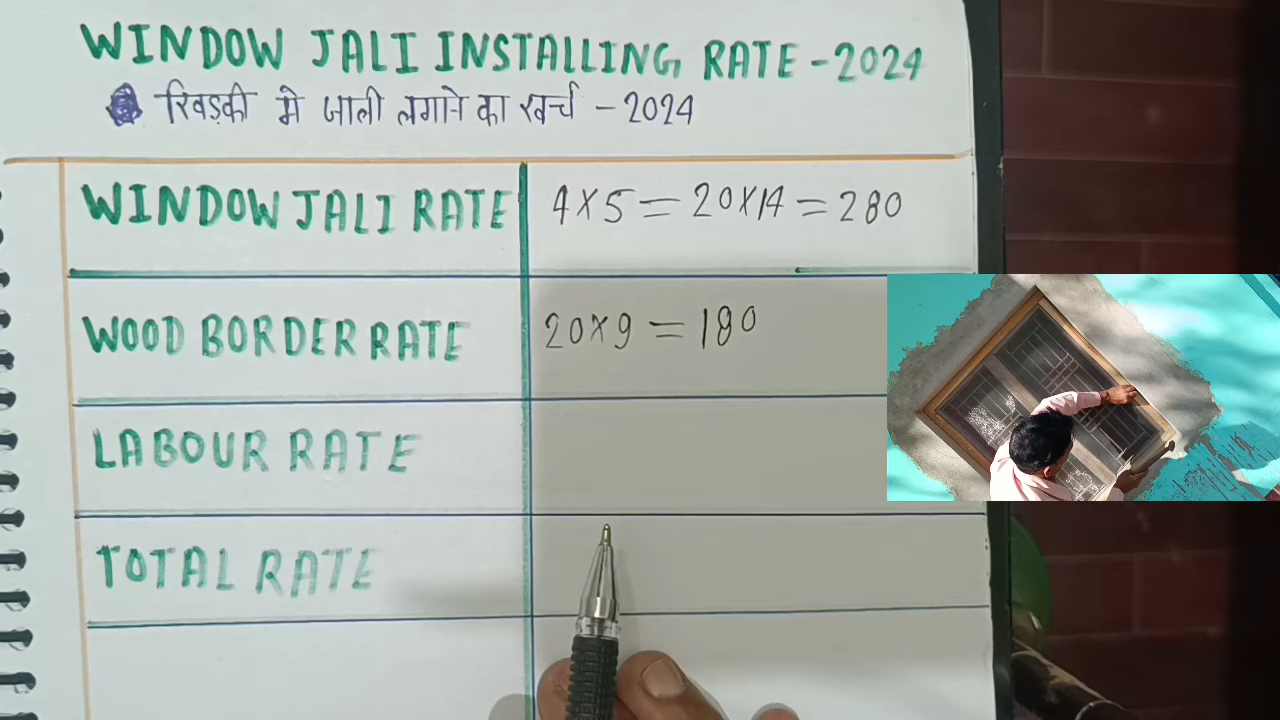 WINDOW JALI INSTALLING RATE - 2024
खिड़की मे जाली लगाने का खर्च - 2024
WINDOW JALI RATE 4X5 = 20X14 = 280
WOOD BORDER RATE 20X9 = 180
LABOUR RATE
TOTAL RATE